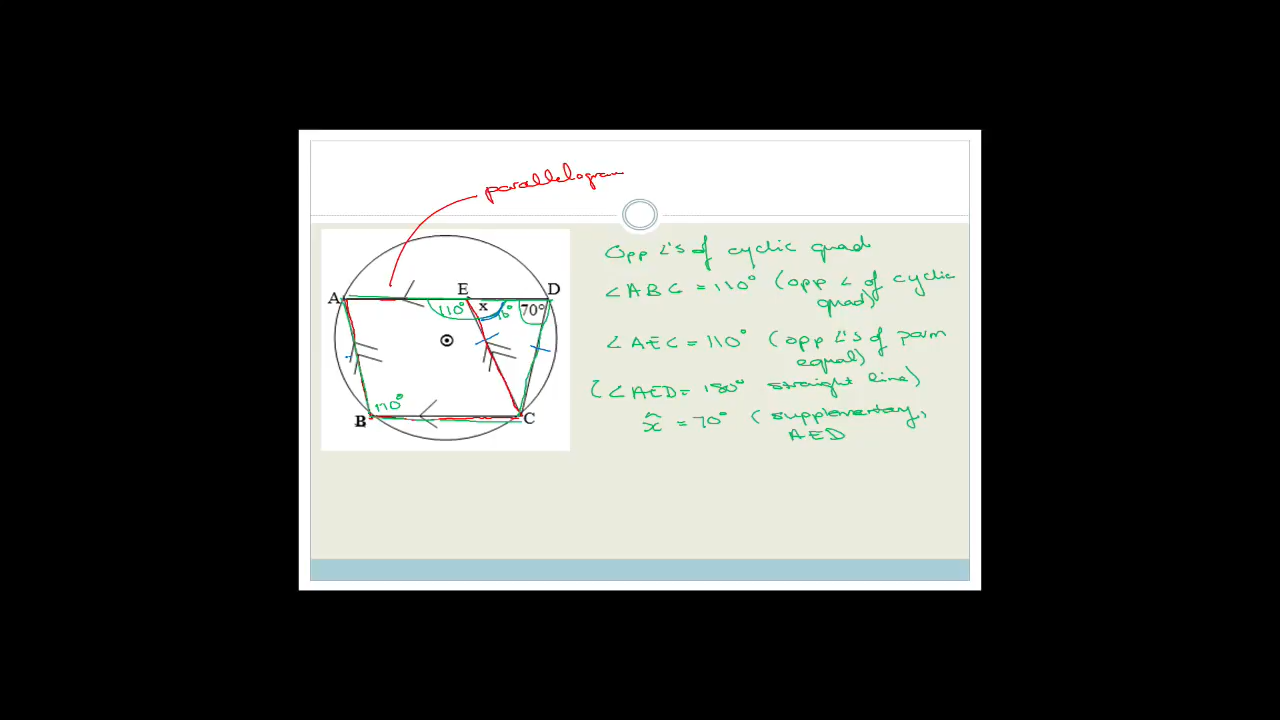 parallelogram
A E D
110° x 70°
110°
B C
Opp ∠'s of cyclic quad
∠ABC = 110° (opp ∠ of cyclic
quad)
∠AEC = 110° (opp ∠'s of parm
equal)
(∠AED = 180° straight line)
x̂ = 70° (supplementary,
AED